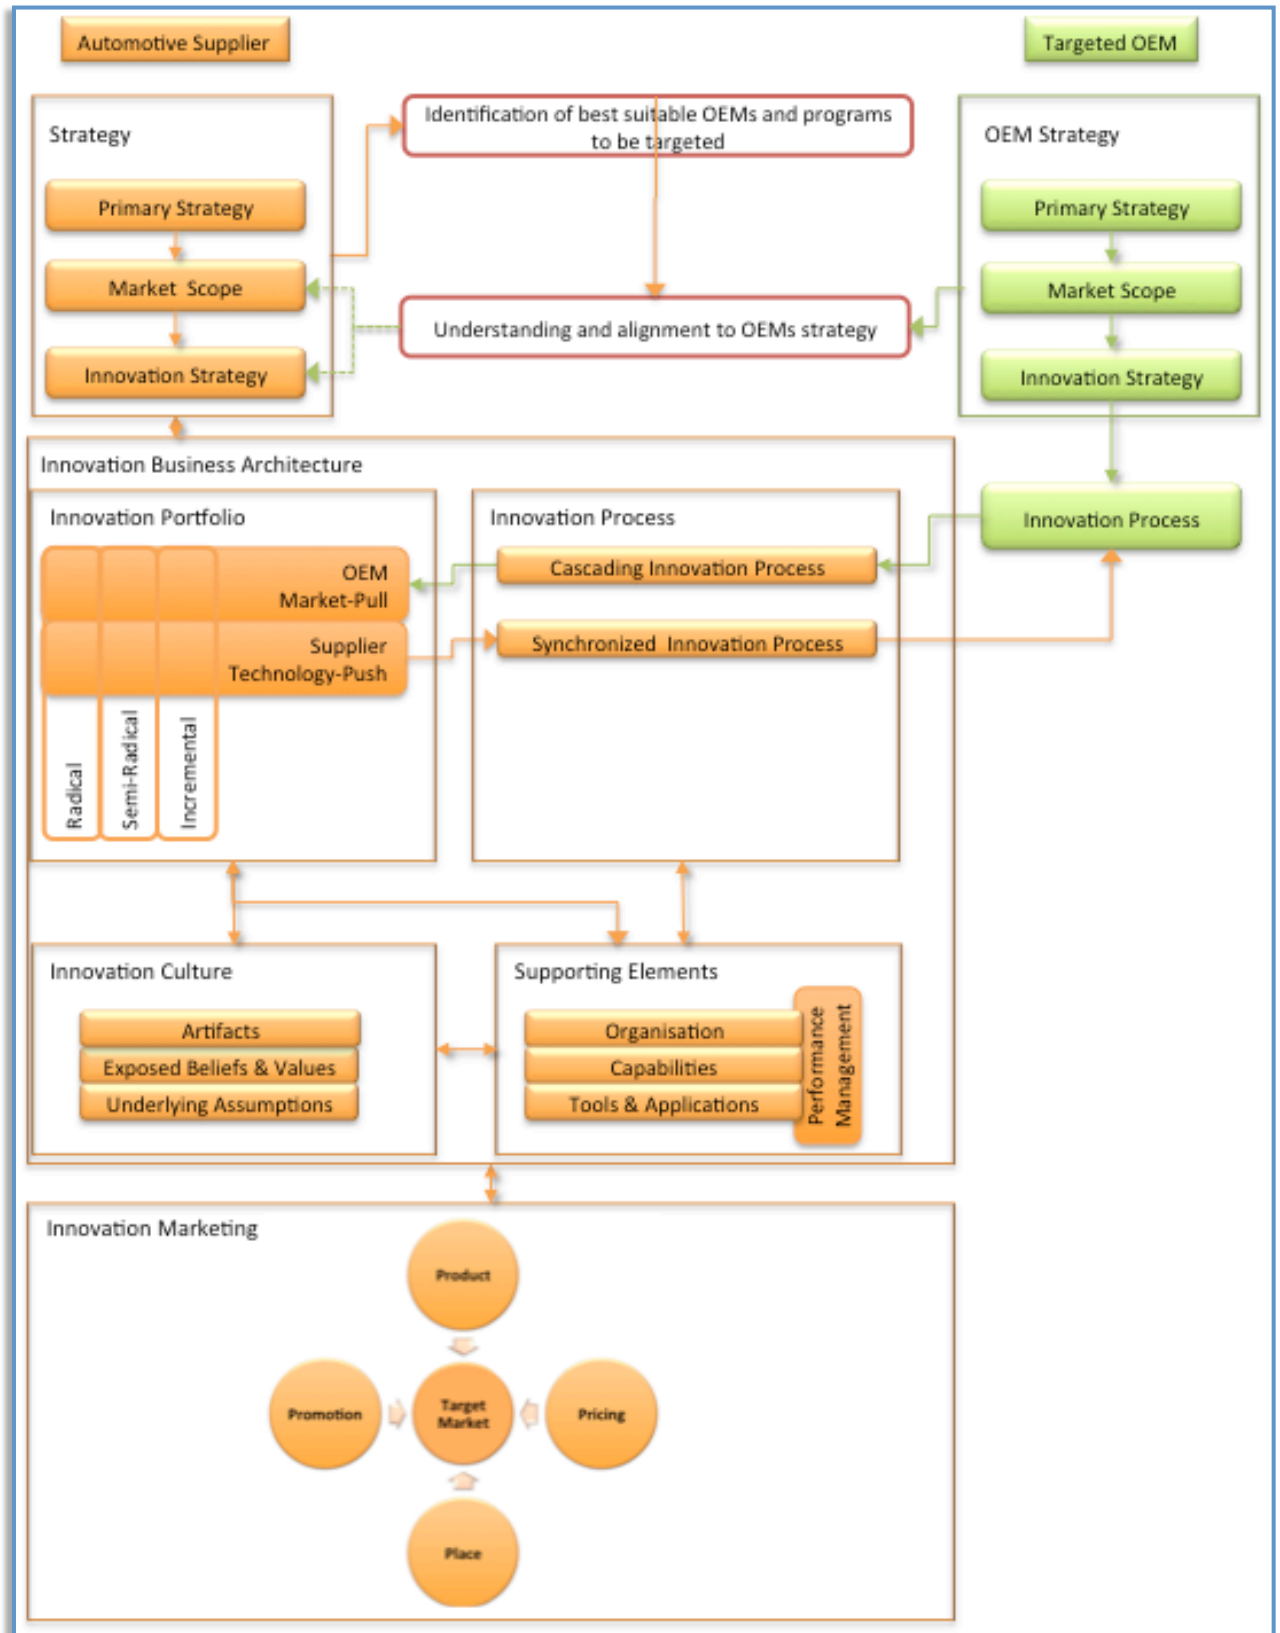 Automotive Supplier
Targeted OEM
Strategy
Primary Strategy
Market  Scope
Innovation Strategy
Identification of best suitable OEMs and programs
to be targeted
Understanding and alignment to OEMs strategy
OEM Strategy
Primary Strategy
Market Scope
Innovation Strategy
Innovation Process
Innovation Business Architecture
Innovation Portfolio
OEM
Market-Pull
Supplier
Technology-Push
Radical
Semi-Radical
Incremental
Innovation Process
Cascading Innovation Process
Synchronized  Innovation Process
Innovation Culture
Artifacts
Exposed Beliefs & Values
Underlying Assumptions
Supporting Elements
Organisation
Capabilities
Tools & Applications
Performance
Management
Innovation Marketing
Product
Promotion
Target
Market
Pricing
Place